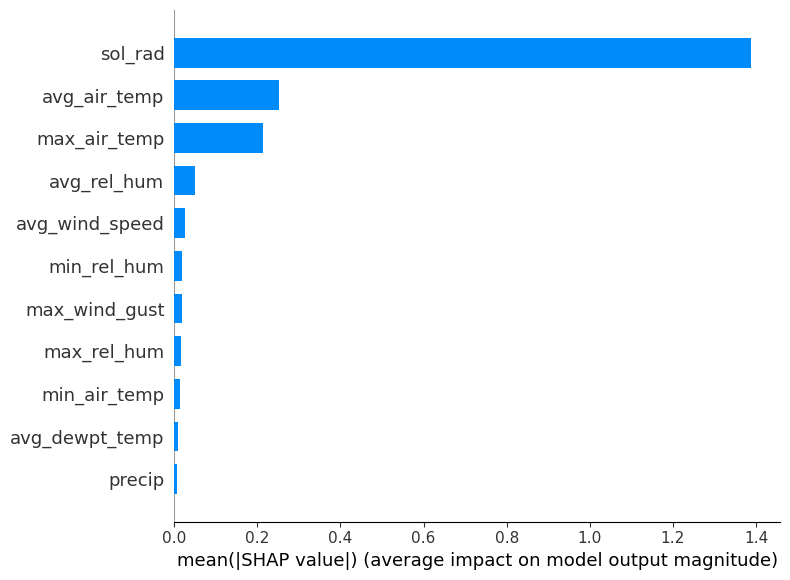 sol_rad
avg_air_temp
max_air_temp
avg_rel_hum
avg_wind_speed
min_rel_hum
max_wind_gust
max_rel_hum
min_air_temp
avg_dewpt_temp
precip
0.0 0.2 0.4 0.6 0.8 1.0 1.2 1.4
mean(|SHAP value|) (average impact on model output magnitude)